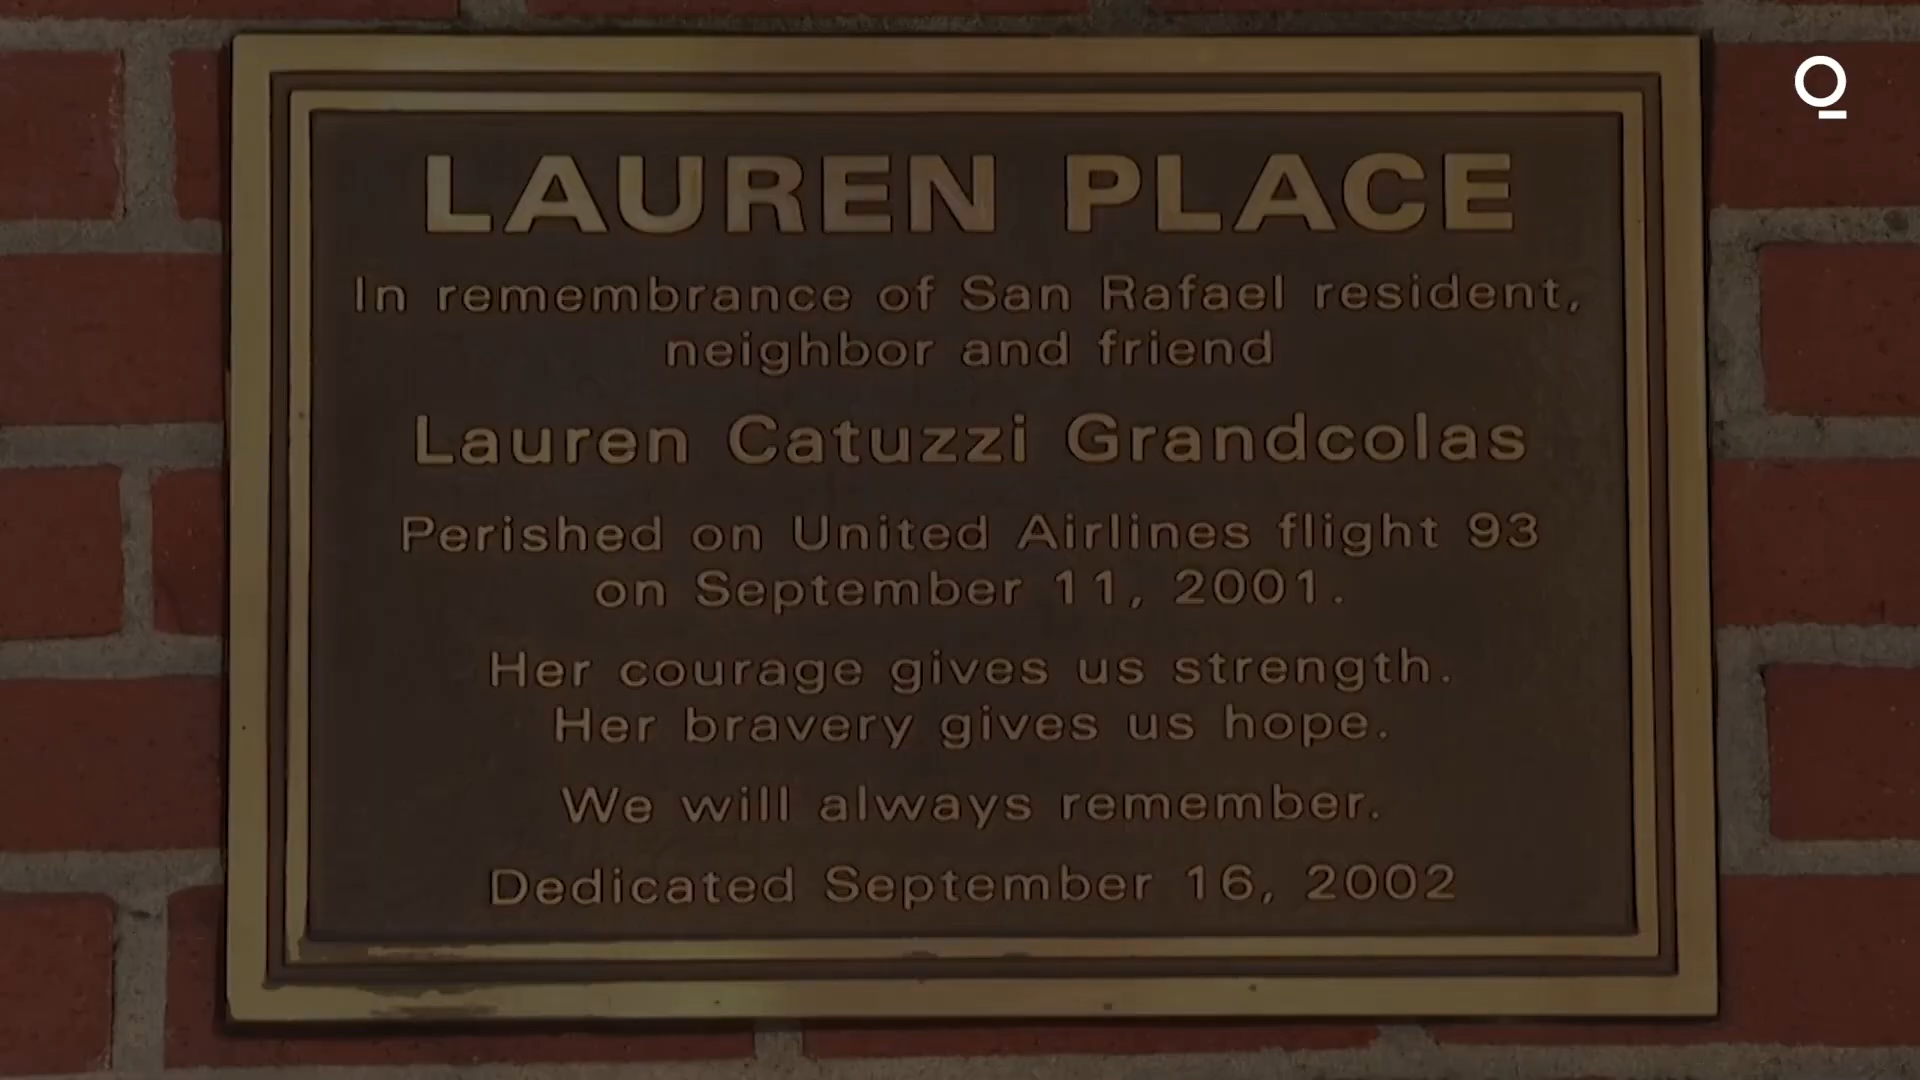 LAUREN PLACE
In remembrance of San Rafael resident,
neighbor and friend
Lauren Catuzzi Grandcolas
Perished on United Airlines flight 93
on September 11, 2001.
Her courage gives us strength.
Her bravery gives us hope.
We will always remember.
Dedicated September 16, 2002